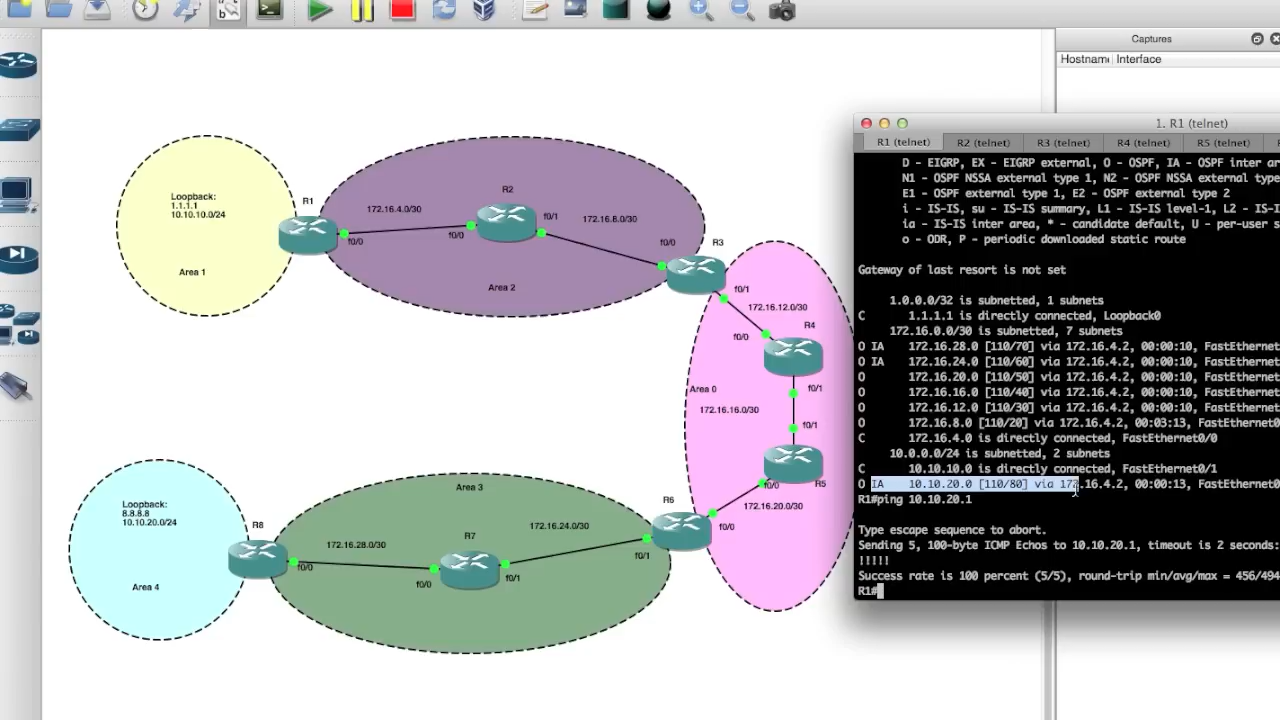 Captures
Hostname Interface
Loopback:
1.1.1.1
10.10.10.0/24
Area 1
R1
f0/0
172.16.4.0/30
R2
f0/0
f0/1
172.16.8.0/30
Area 2
f0/0
R3
f0/1
172.16.12.0/30
f0/0
R4
f0/1
Area 0
172.16.16.0/30
f0/1
R5
f0/0
172.16.20.0/30
R6
f0/0
f0/1
Area 3
172.16.24.0/30
R7
f0/1
f0/0
172.16.28.0/30
R8
f0/0
Loopback:
8.8.8.8
10.10.20.0/24
Area 4
1. R1 (telnet)
R1 (telnet) R2 (telnet) R3 (telnet) R4 (telnet) R5 (telnet)
D - EIGRP, EX - EIGRP external, O - OSPF, IA - OSPF inter area
N1 - OSPF NSSA external type 1, N2 - OSPF NSSA external type
E1 - OSPF external type 1, E2 - OSPF external type 2
i - IS-IS, su - IS-IS summary, L1 - IS-IS level-1, L2 - IS-IS
ia - IS-IS inter area, * - candidate default, U - per-user s
o - ODR, P - periodic downloaded static route
Gateway of last resort is not set
1.0.0.0/32 is subnetted, 1 subnets
C 1.1.1.1 is directly connected, Loopback0
172.16.0.0/30 is subnetted, 7 subnets
O IA 172.16.28.0 [110/70] via 172.16.4.2, 00:00:10, FastEthernet
O IA 172.16.24.0 [110/60] via 172.16.4.2, 00:00:10, FastEthernet
O 172.16.20.0 [110/50] via 172.16.4.2, 00:00:10, FastEthernet
O 172.16.16.0 [110/40] via 172.16.4.2, 00:00:10, FastEthernet
O 172.16.12.0 [110/30] via 172.16.4.2, 00:00:10, FastEthernet
O 172.16.8.0 [110/20] via 172.16.4.2, 00:03:13, FastEthernet0
C 172.16.4.0 is directly connected, FastEthernet0/0
10.0.0.0/24 is subnetted, 2 subnets
C 10.10.10.0 is directly connected, FastEthernet0/1
O IA 10.10.20.0 [110/80] via 172.16.4.2, 00:00:13, FastEthernet0
R1#ping 10.10.20.1
Type escape sequence to abort.
Sending 5, 100-byte ICMP Echos to 10.10.20.1, timeout is 2 seconds:
!!!!!
Success rate is 100 percent (5/5), round-trip min/avg/max = 456/494
R1#